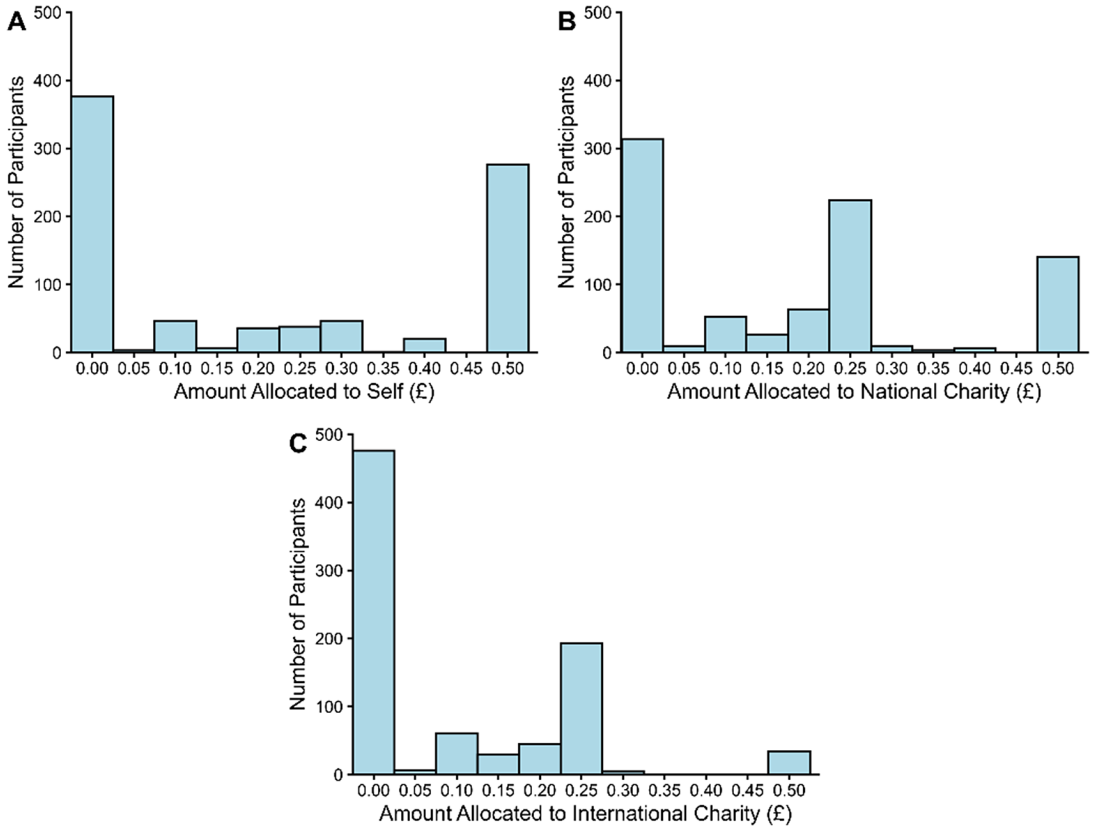 A
500
400
300
200
100
0
Number of Participants
0.00 0.05 0.10 0.15 0.20 0.25 0.30 0.35 0.40 0.45 0.50
Amount Allocated to Self (£)
B
500
400
300
200
100
0
Number of Participants
0.00 0.05 0.10 0.15 0.20 0.25 0.30 0.35 0.40 0.45 0.50
Amount Allocated to National Charity (£)
C
500
400
300
200
100
0
Number of Participants
0.00 0.05 0.10 0.15 0.20 0.25 0.30 0.35 0.40 0.45 0.50
Amount Allocated to International Charity (£)